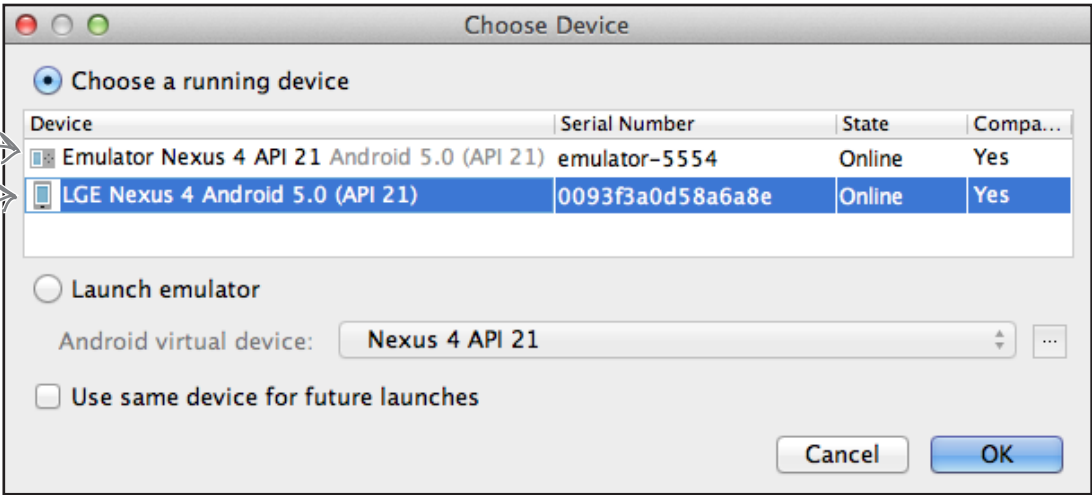 Choose Device
Choose a running device
Device Serial Number State Compa...
Emulator Nexus 4 API 21 Android 5.0 (API 21) emulator-5554 Online Yes
LGE Nexus 4 Android 5.0 (API 21) 0093f3a0d58a6a8e Online Yes
Launch emulator
Android virtual device: Nexus 4 API 21 ...
Use same device for future launches
Cancel OK